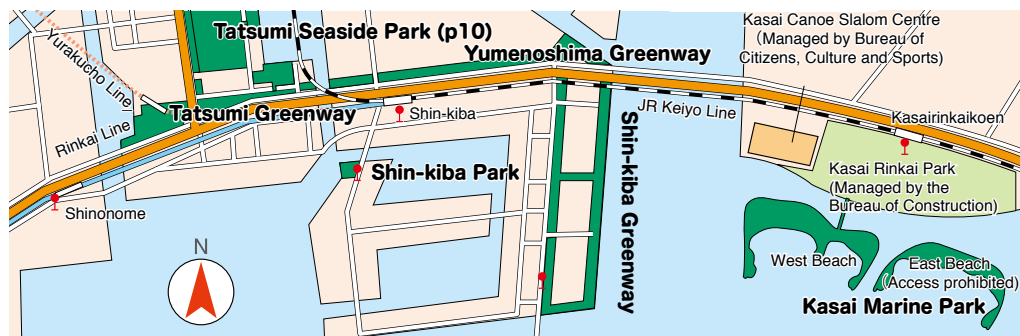 Tatsumi Seaside Park (p10)
Kasai Canoe Slalom Centre
(Managed by Bureau of
Citizens, Culture and Sports)
Yumenoshima Greenway
Yurakucho Line
Tatsumi Greenway
Shin-kiba
JR Keiyo Line
Kasairinkaikoen
Rinkai Line
Shin-kiba Park
Shin-kiba Greenway
Kasai Rinkai Park
(Managed by the
Bureau of Construction)
Shinonome
N
West Beach
East Beach
(Access prohibited)
Kasai Marine Park